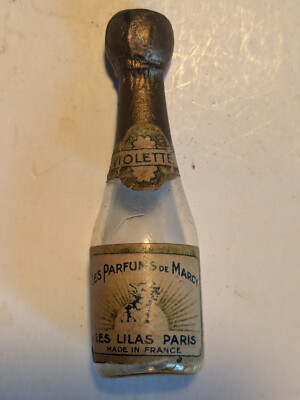 VIOLETTE
LES PARFUMS DE MARCY
LES LILAS PARIS
MADE IN FRANCE